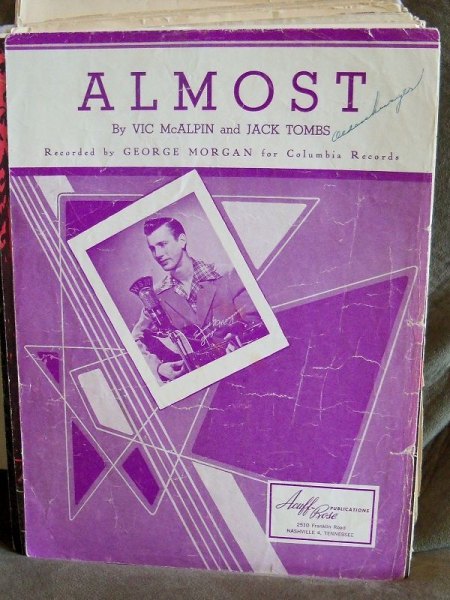 ALMOST
By VIC McALPIN and JACK TOMBS
Recorded by GEORGE MORGAN for Columbia Records
Acuff-Rose PUBLICATIONS
2510 Franklin Road
NASHVILLE 4, TENNESSEE